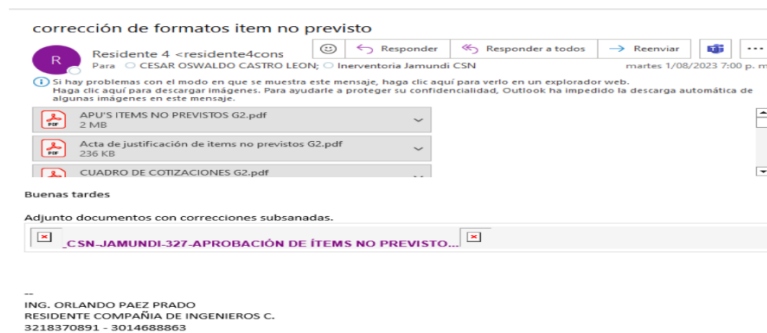 corrección de formatos item no previsto
R
Residente 4 <residente4cons
Responder
Responder a todos
Reenviar
Para CESAR OSWALDO CASTRO LEON; Inerventoria Jamundi CSN
martes 1/08/2023 7:00 p. m
Si hay problemas con el modo en que se muestra este mensaje, haga clic aquí para verlo en un explorador web.
Haga clic aquí para descargar imágenes. Para ayudarle a proteger su confidencialidad, Outlook ha impedido la descarga automática de
algunas imágenes en este mensaje.
APU'S ITEMS NO PREVISTOS G2.pdf
2 MB
Acta de justificación de items no previstos G2.pdf
236 KB
CUADRO DE COTIZACIONES G2.pdf
Buenas tardes
Adjunto documentos con correcciones subsanadas.
_CSN-JAMUNDI-327-APROBACIÓN DE ÍTEMS NO PREVISTO...
--
ING. ORLANDO PAEZ PRADO
RESIDENTE COMPAÑIA DE INGENIEROS C.
3218370891 - 3014688863